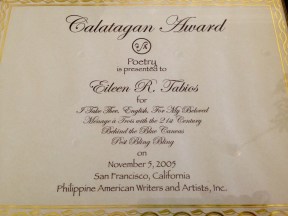 Calatagan Award
Poetry
is presented to
Eileen R. Tabios
for
I Take Thee, English, For My Beloved
Menage à Trois with the 21st Century
Behind the Blue Canvas
Post Bling Bling
on
November 5, 2005
San Francisco, California
Philippine American Writers and Artists, Inc.